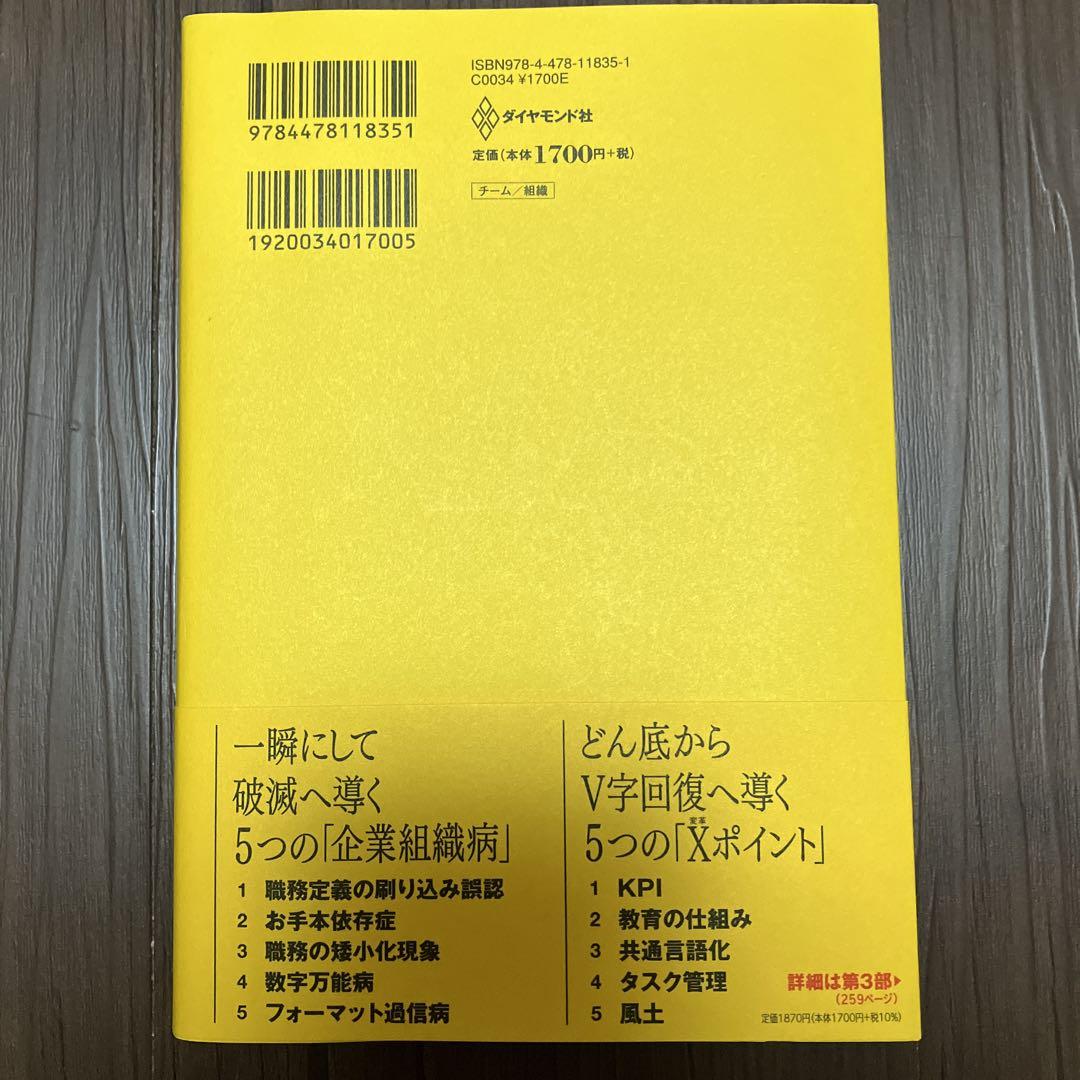 9784478118351
1920034017005
ISBN978-4-478-11835-1
C0034 ¥1700E
ダイヤモンド社
定価(本体1700円+税)
チーム/組織
一瞬にして
破滅へ導く
5つの「企業組織病」
1 職務定義の刷り込み誤認
2 お手本依存症
3 職務の矮小化現象
4 数字万能病
5 フォーマット過信病
どん底から
V字回復へ導く
変革
5つの「Xポイント」
1 KPI
2 教育の仕組み
3 共通言語化
4 タスク管理
5 風土
詳細は第3部▶
(259ページ)
定価1870円(本体1700円+税10%)